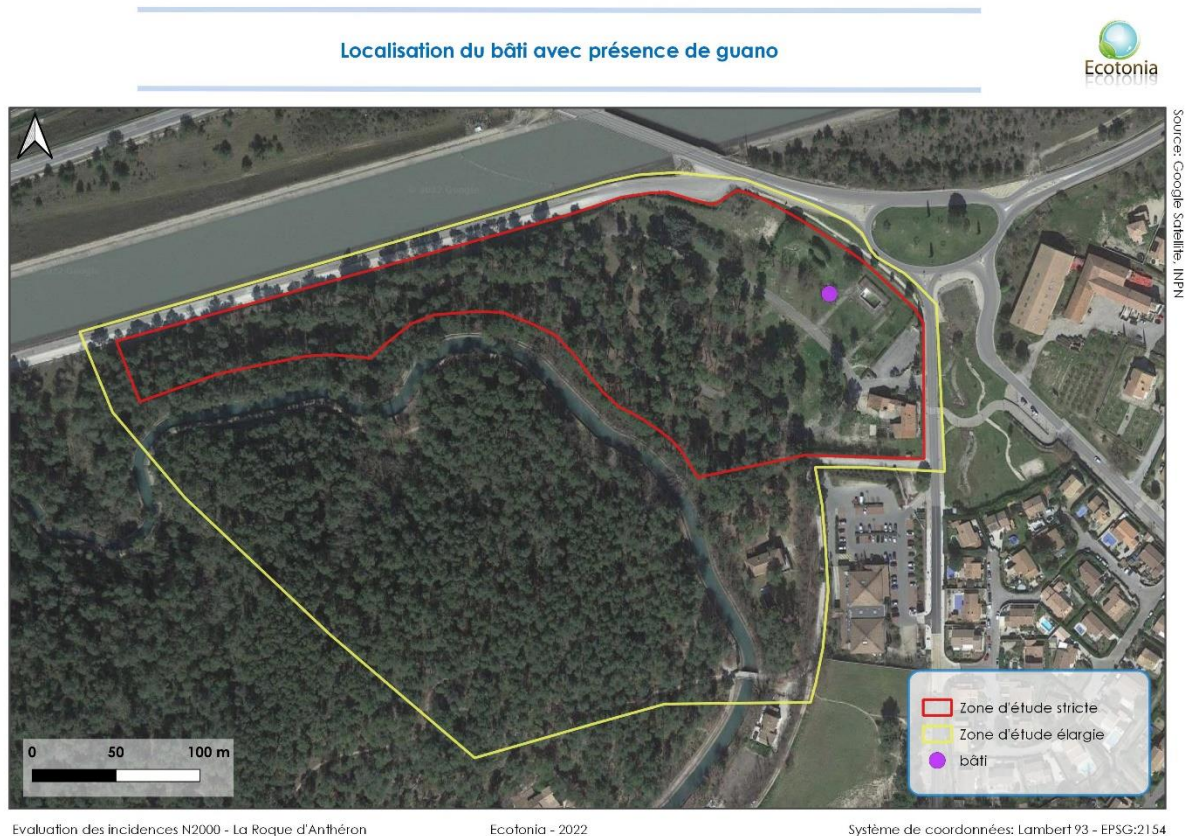 Localisation du bâti avec présence de guano
Ecotonia
Source: Google Satellite, INPN
0 50 100 m
Zone d'étude stricte
Zone d'étude élargie
bâti
Evaluation des incidences N2000 - La Roque d'Anthéron
Ecotonia - 2022
Système de coordonnées: Lambert 93 - EPSG:2154